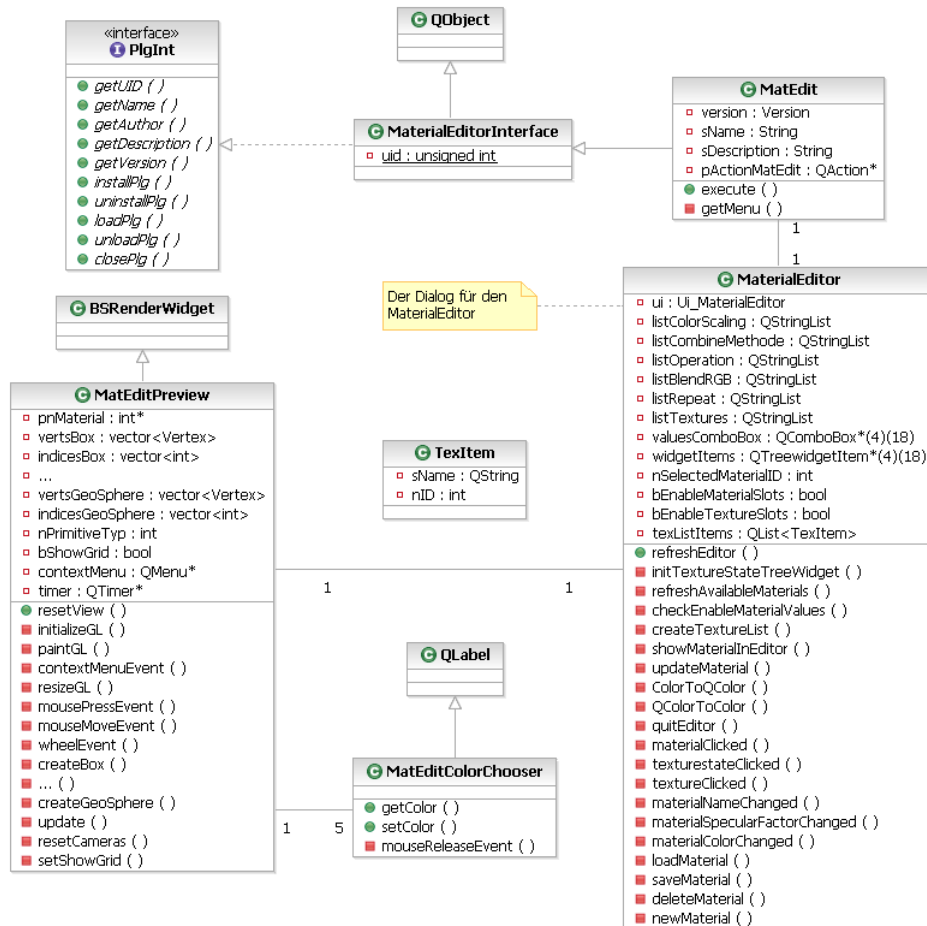 «interface»
PlgInt
getUID ( )
getName ( )
getAuthor ( )
getDescription ( )
getVersion ( )
installPlg ( )
uninstallPlg ( )
loadPlg ( )
unloadPlg ( )
closePlg ( )
QObject
MaterialEditorInterface
uid : unsigned int
MatEdit
version : Version
sName : String
sDescription : String
pActionMatEdit : QAction*
execute ( )
getMenu ( )
1
1
Der Dialog für den
MaterialEditor
BSRenderWidget
MatEditPreview
pnMaterial : int*
vertsBox : vector<Vertex>
indicesBox : vector<int>
...
vertsGeoSphere : vector<Vertex>
indicesGeoSphere : vector<int>
nPrimitiveTyp : int
bShowGrid : bool
contextMenu : QMenu*
timer : QTimer*
resetView ( )
initializeGL ( )
paintGL ( )
contextMenuEvent ( )
resizeGL ( )
mousePressEvent ( )
mouseMoveEvent ( )
wheelEvent ( )
createBox ( )
... ( )
createGeoSphere ( )
update ( )
resetCameras ( )
setShowGrid ( )
TexItem
sName : QString
nID : int
1
1
QLabel
MatEditColorChooser
getColor ( )
setColor ( )
mouseReleaseEvent ( )
1
5
MaterialEditor
ui : Ui_MaterialEditor
listColorScaling : QStringList
listCombineMethode : QStringList
listOperation : QStringList
listBlendRGB : QStringList
listRepeat : QStringList
listTextures : QStringList
valuesComboBox : QComboBox*(4)(18)
widgetItems : QTreewidgetItem*(4)(18)
nSelectedMaterialID : int
bEnableMaterialSlots : bool
bEnableTextureSlots : bool
texListItems : QList<TexItem>
refreshEditor ( )
initTextureStateTreeWidget ( )
refreshAvailableMaterials ( )
checkEnableMaterialValues ( )
createTextureList ( )
showMaterialInEditor ( )
updateMaterial ( )
ColorToQColor ( )
QColorToColor ( )
quitEditor ( )
materialClicked ( )
texturestateClicked ( )
textureClicked ( )
materialNameChanged ( )
materialSpecularFactorChanged ( )
materialColorChanged ( )
loadMaterial ( )
saveMaterial ( )
deleteMaterial ( )
newMaterial ( )